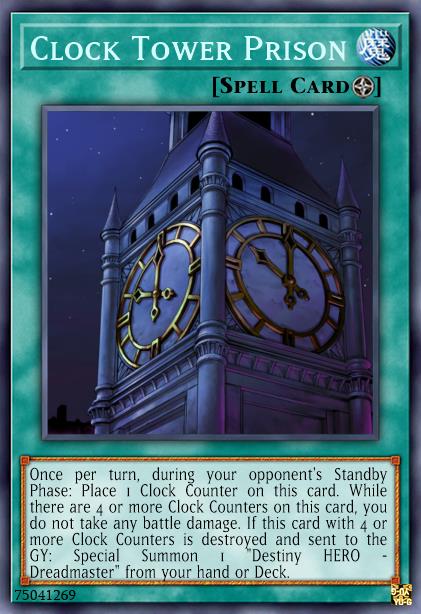 CLOCK TOWER PRISON 魔
[SPELL CARD]
Once per turn, during your opponent's Standby
Phase: Place 1 Clock Counter on this card. While
there are 4 or more Clock Counters on this card, you
do not take any battle damage. If this card with 4 or
more Clock Counters is destroyed and sent to the
GY: Special Summon 1 "Destiny HERO -
Dreadmaster" from your hand or Deck.
75041269